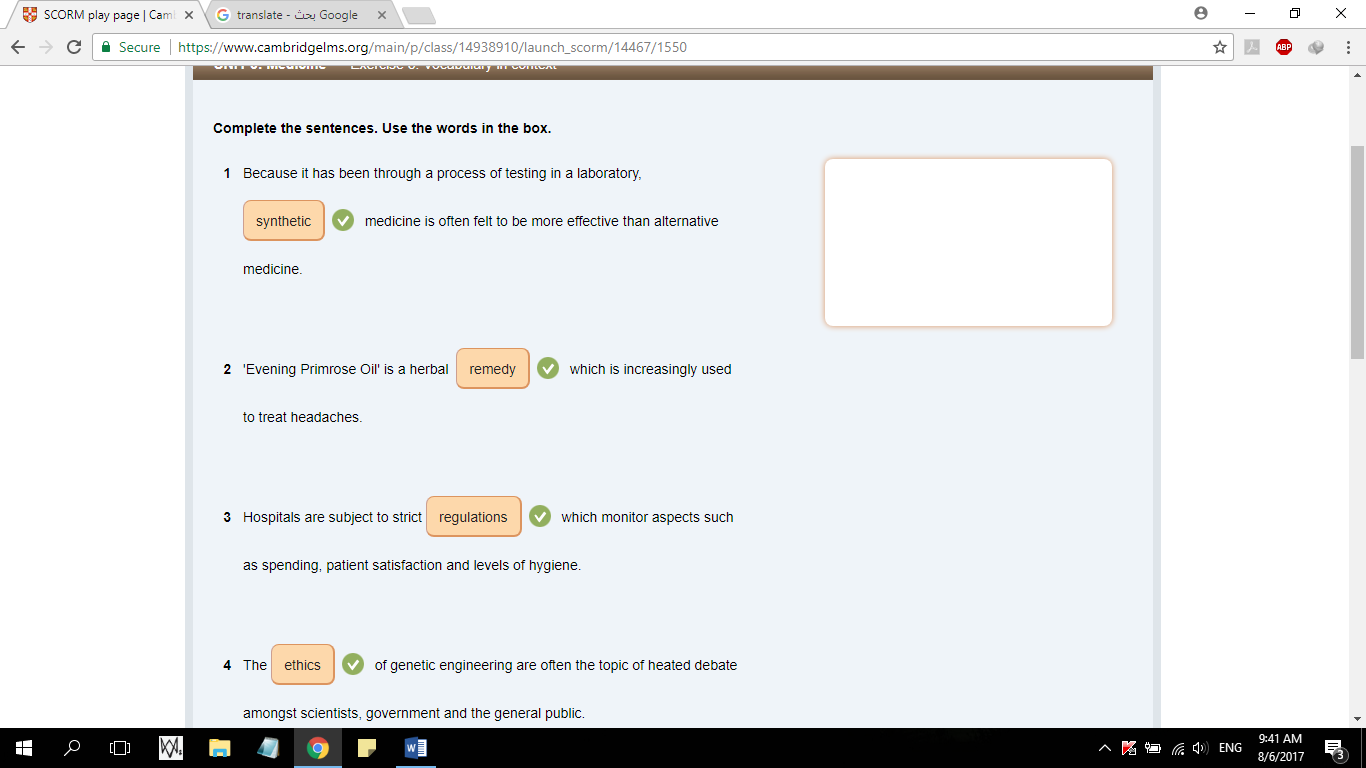 SCORM play page | Cam
translate - بحث Google
Secure | https://www.cambridgelms.org/main/p/class/14938910/launch_scorm/14467/1550
ABP
Complete the sentences. Use the words in the box.
1 Because it has been through a process of testing in a laboratory,
synthetic medicine is often felt to be more effective than alternative
medicine.
2 'Evening Primrose Oil' is a herbal remedy which is increasingly used
to treat headaches.
3 Hospitals are subject to strict regulations which monitor aspects such
as spending, patient satisfaction and levels of hygiene.
4 The ethics of genetic engineering are often the topic of heated debate
amongst scientists, government and the general public.
ENG
9:41 AM
8/6/2017
3